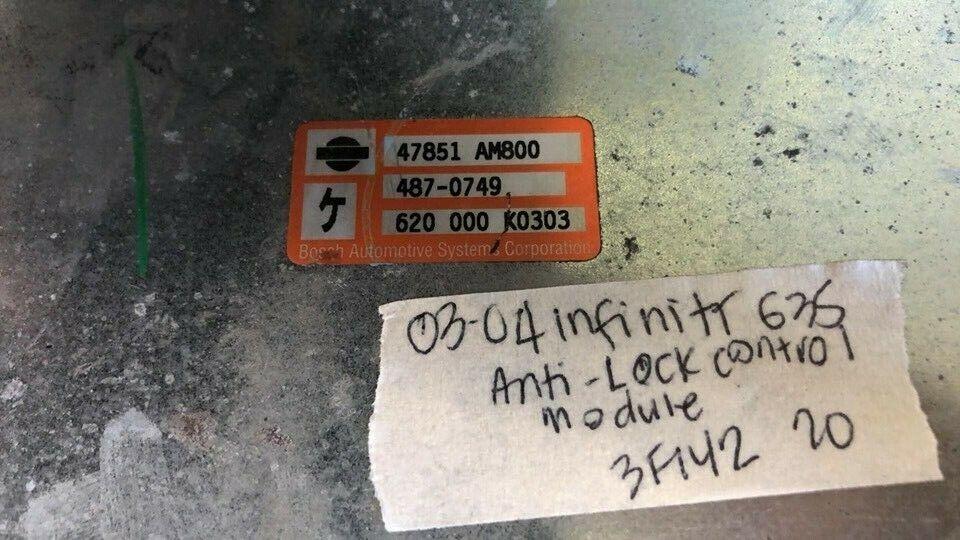 47851 AM800
487-0749
ケ
620 000 K0303
Bosch Automotive Systems Corporation
03-04 infiniti G35
Anti-Lock control
module
3F142 20